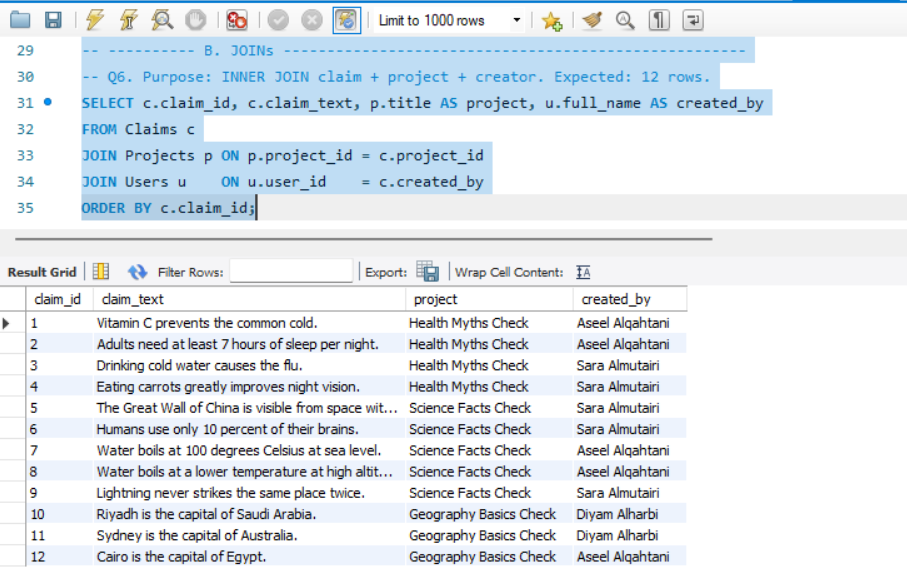 Limit to 1000 rows
29 -- ---------- B. JOINs -----------------------------------------------
30 -- Q6. Purpose: INNER JOIN claim + project + creator. Expected: 12 rows.
31 SELECT c.claim_id, c.claim_text, p.title AS project, u.full_name AS created_by
32 FROM Claims c
33 JOIN Projects p ON p.project_id = c.project_id
34 JOIN Users u    ON u.user_id    = c.created_by
35 ORDER BY c.claim_id;
Result Grid Filter Rows: Export: Wrap Cell Content: IA
claim_id claim_text project created_by
1 Vitamin C prevents the common cold. Health Myths Check Aseel Alqahtani
2 Adults need at least 7 hours of sleep per night. Health Myths Check Aseel Alqahtani
3 Drinking cold water causes the flu. Health Myths Check Sara Almutairi
4 Eating carrots greatly improves night vision. Health Myths Check Sara Almutairi
5 The Great Wall of China is visible from space wit... Science Facts Check Sara Almutairi
6 Humans use only 10 percent of their brains. Science Facts Check Sara Almutairi
7 Water boils at 100 degrees Celsius at sea level. Science Facts Check Aseel Alqahtani
8 Water boils at a lower temperature at high altit... Science Facts Check Aseel Alqahtani
9 Lightning never strikes the same place twice. Science Facts Check Sara Almutairi
10 Riyadh is the capital of Saudi Arabia. Geography Basics Check Diyam Alharbi
11 Sydney is the capital of Australia. Geography Basics Check Diyam Alharbi
12 Cairo is the capital of Egypt. Geography Basics Check Aseel Alqahtani